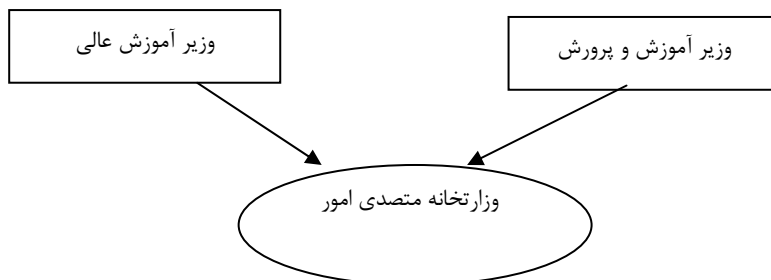 وزیر آموزش و پرورش
وزیر آموزش عالی
وزارتخانه متصدی امور